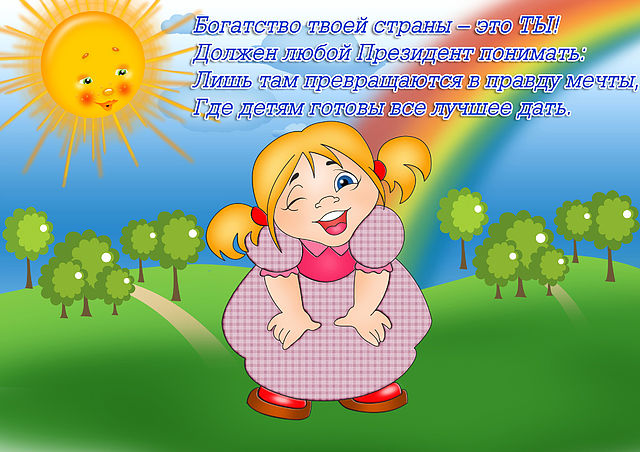 Богатство твоей страны – это ТЫ!
Должен любой Президент понимать:
Лишь там превращаются в правду мечты,
Где детям готовы все лучшее дать.